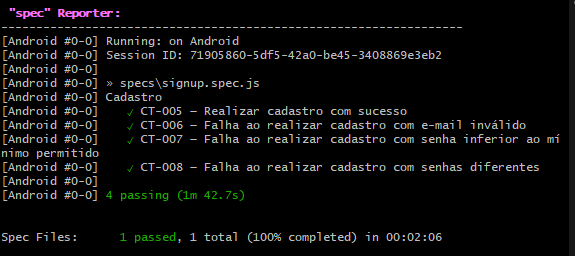 "spec" Reporter:
------------------------------------------------------------------
[Android #0-0] Running: on Android
[Android #0-0] Session ID: 71905860-5df5-42a0-be45-3408869e3eb2
[Android #0-0]
[Android #0-0] » specs\signup.spec.js
[Android #0-0] Cadastro
[Android #0-0]    ✓ CT-005 – Realizar cadastro com sucesso
[Android #0-0]    ✓ CT-006 – Falha ao realizar cadastro com e-mail inválido
[Android #0-0]    ✓ CT-007 – Falha ao realizar cadastro com senha inferior ao mí
nimo permitido
[Android #0-0]    ✓ CT-008 – Falha ao realizar cadastro com senhas diferentes
[Android #0-0]
[Android #0-0] 4 passing (1m 42.7s)
Spec Files:      1 passed, 1 total (100% completed) in 00:02:06